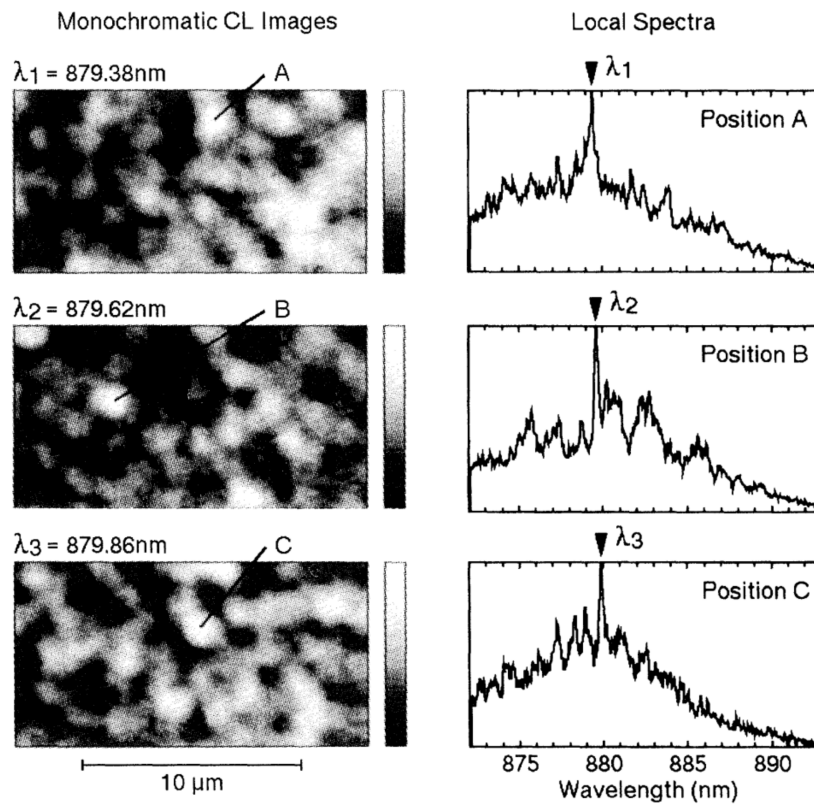 Monochromatic CL Images
Local Spectra
λ1 = 879.38nm
A
λ1
Position A
λ2 = 879.62nm
B
λ2
Position B
λ3 = 879.86nm
C
λ3
Position C
10 μm
875 880 885 890
Wavelength (nm)